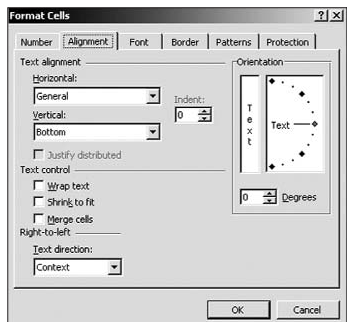 Format Cells
Number Alignment Font Border Patterns Protection
Text alignment
Orientation
Horizontal:
General
Indent:
Vertical:
0
Bottom
Text
Text
Justify distributed
Text control
Wrap text
Shrink to fit
Merge cells
0 Degrees
Right-to-left
Text direction:
Context
OK Cancel